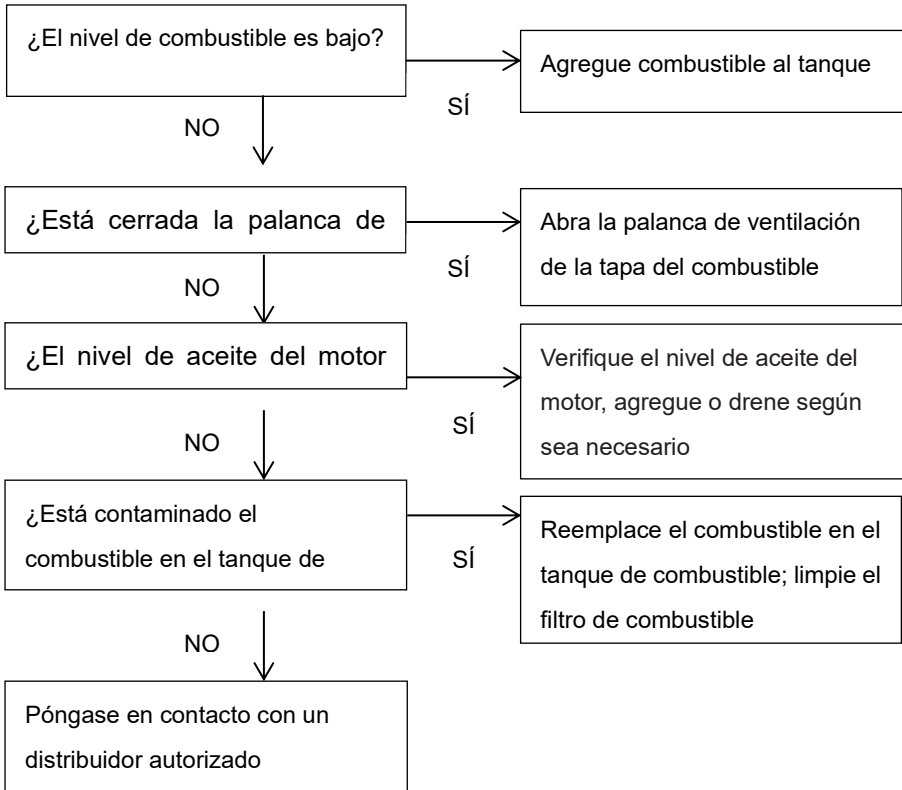 ¿El nivel de combustible es bajo?
Agregue combustible al tanque
SÍ
NO
¿Está cerrada la palanca de
Abra la palanca de ventilación
de la tapa del combustible
SÍ
NO
¿El nivel de aceite del motor
Verifique el nivel de aceite del
motor, agregue o drene según
sea necesario
SÍ
NO
¿Está contaminado el
combustible en el tanque de
Reemplace el combustible en el
tanque de combustible; limpie el
filtro de combustible
SÍ
NO
Póngase en contacto con un
distribuidor autorizado